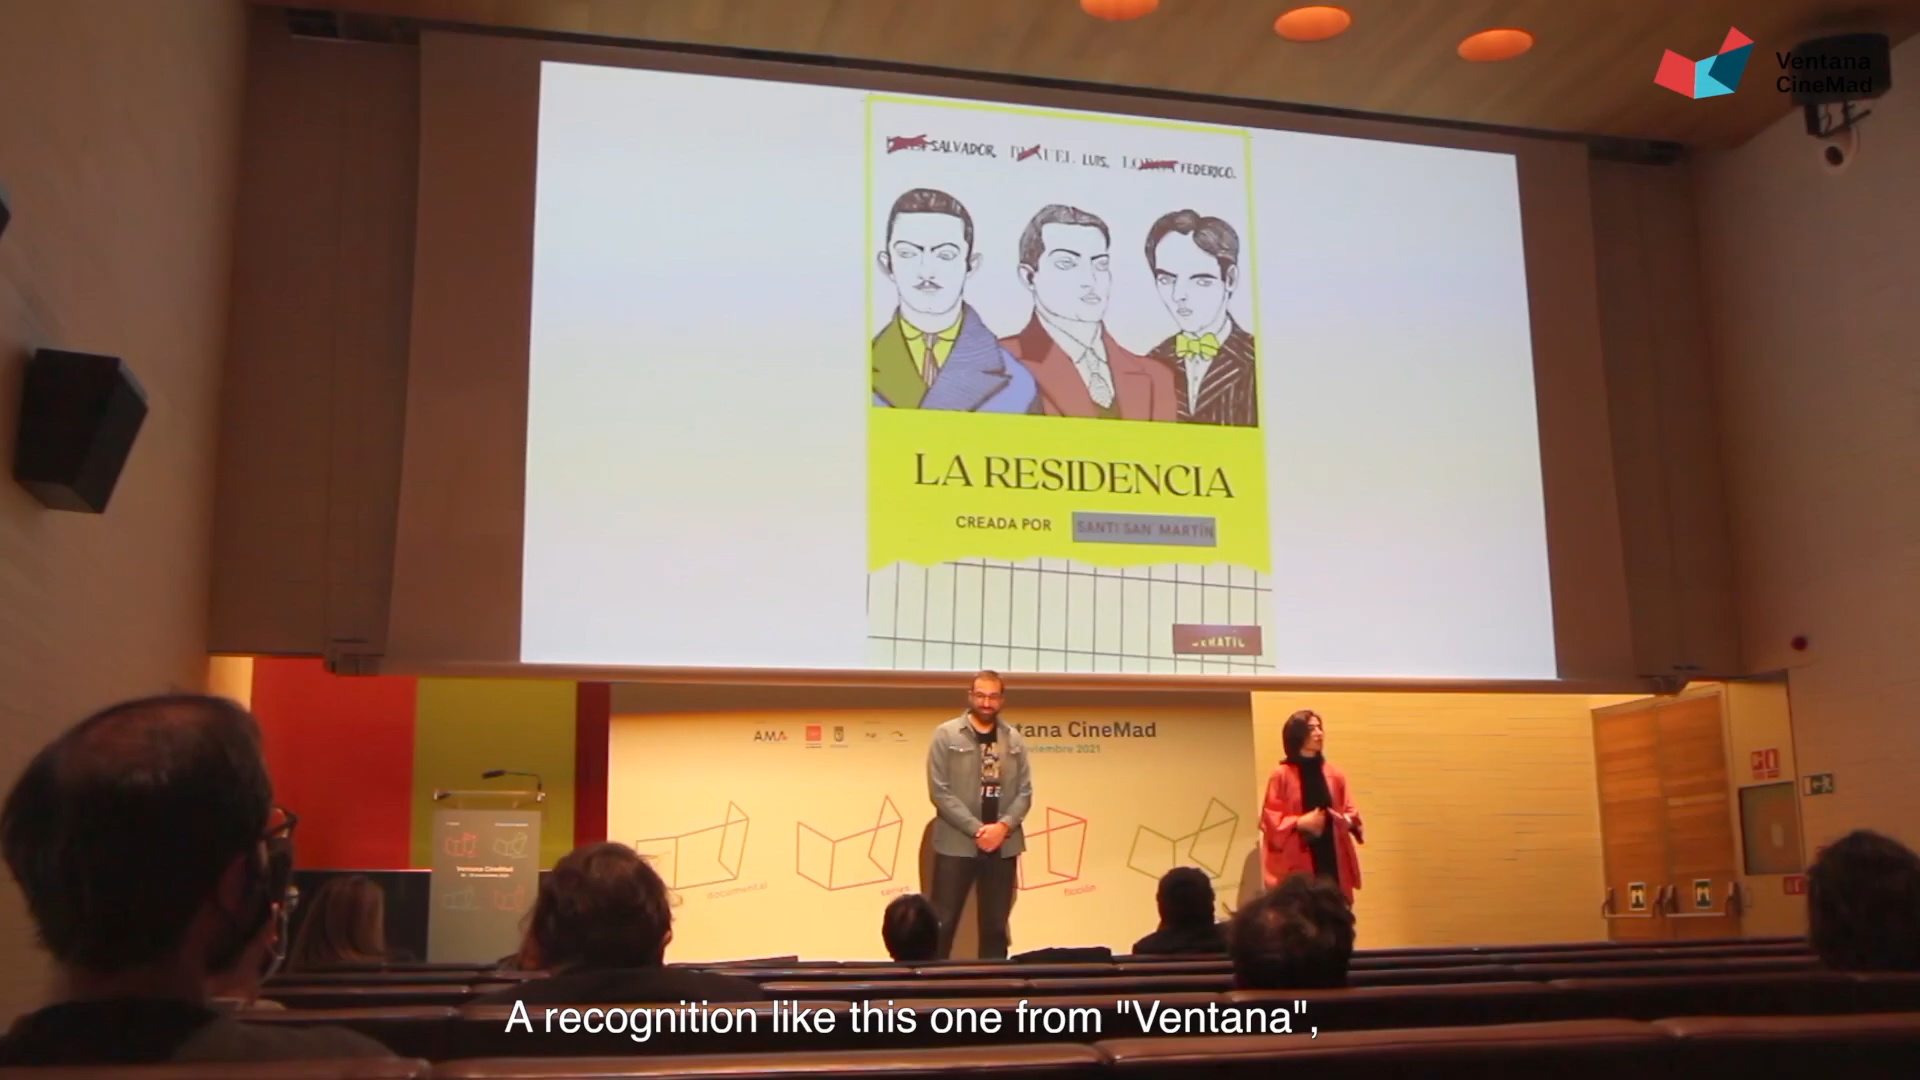 Ventana
CineMad
SALVADOR. LUIS. FEDERICO.
LA RESIDENCIA
CREADA POR SANTI SAN MARTÍN
AMA
CineMad
noviembre 2021
documental
series
ficción
Ventana CineMad
A recognition like this one from "Ventana",